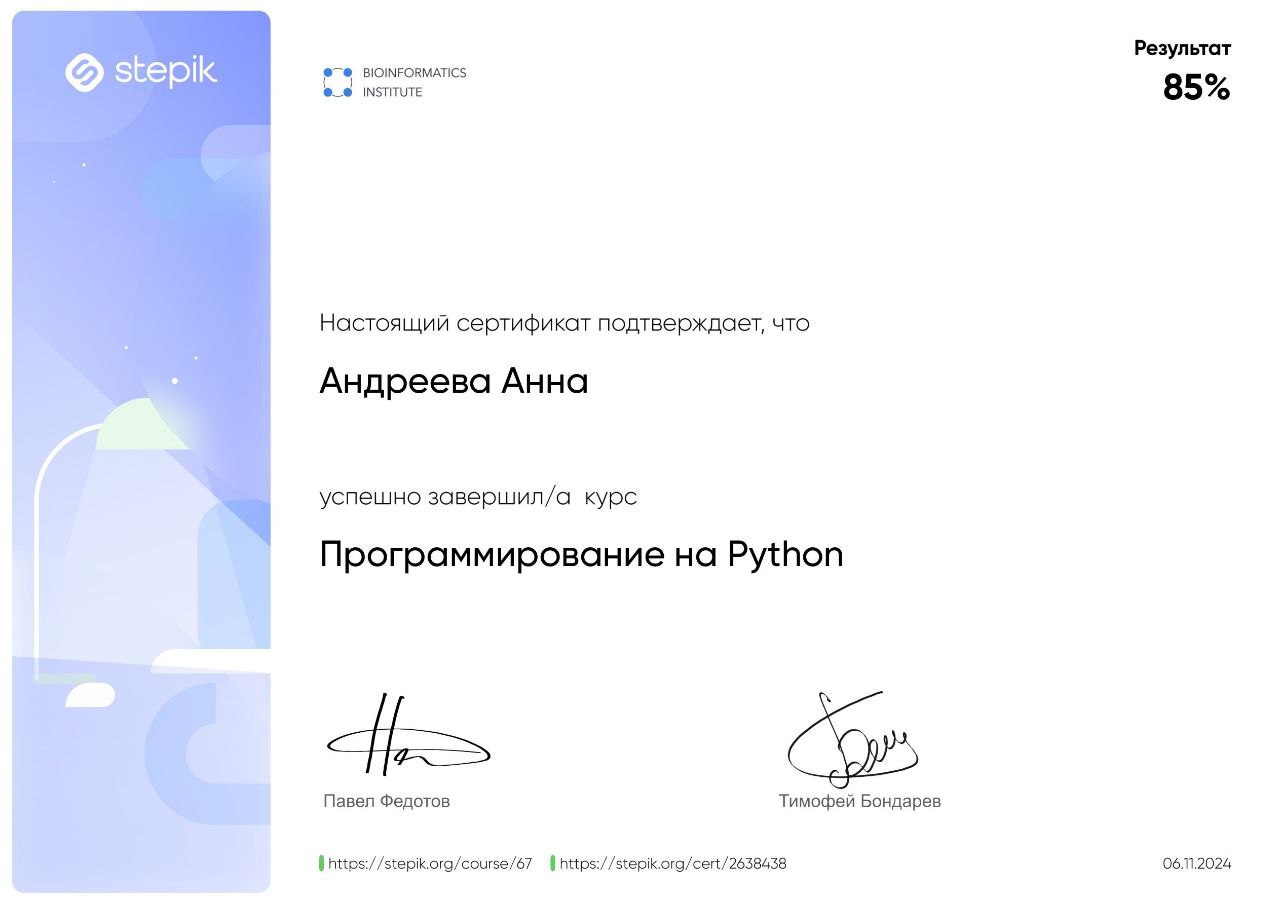 stepik
BIOINFORMATICS
INSTITUTE
Результат
85%
Настоящий сертификат подтверждает, что
Андреева Анна
успешно завершил/а курс
Программирование на Python
Павел Федотов
Тимофей Бондарев
https://stepik.org/course/67
https://stepik.org/cert/2638438
06.11.2024